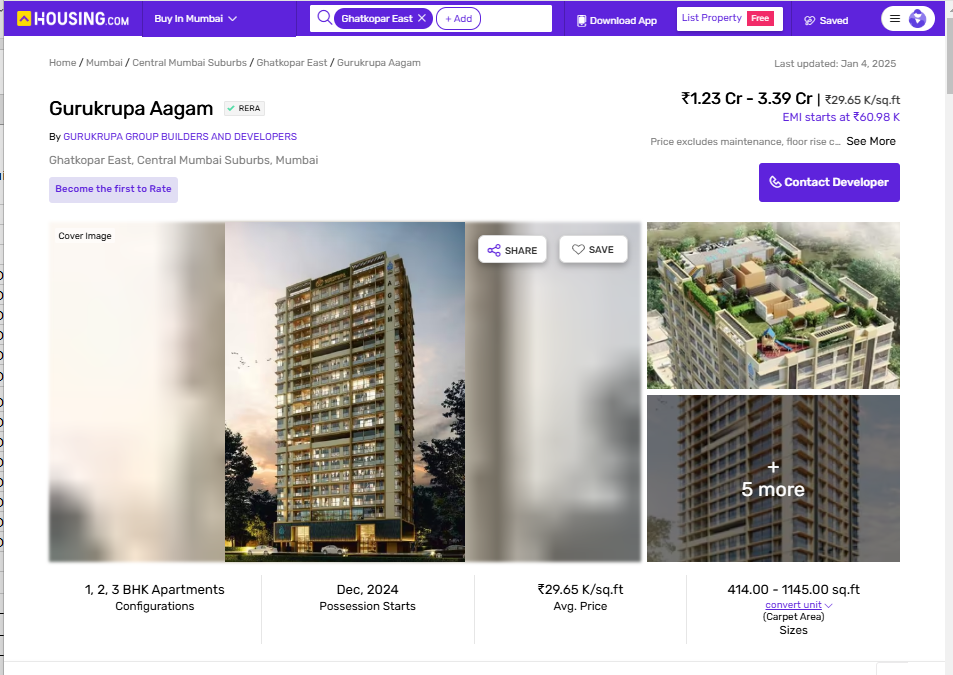 HOUSING.COM
Buy In Mumbai
Ghatkopar East
+ Add
Download App
List Property Free
Saved
Home / Mumbai / Central Mumbai Suburbs / Ghatkopar East / Gurukrupa Aagam
Last updated: Jan 4, 2025
Gurukrupa Aagam
RERA
₹1.23 Cr - 3.39 Cr | ₹29.65 K/sq.ft
EMI starts at ₹60.98 K
By GURUKRUPA GROUP BUILDERS AND DEVELOPERS
Price excludes maintenance, floor rise c... See More
Ghatkopar East, Central Mumbai Suburbs, Mumbai
Contact Developer
Become the first to Rate
Cover Image
SHARE
SAVE
AGAM
+
5 more
1, 2, 3 BHK Apartments
Configurations
Dec, 2024
Possession Starts
₹29.65 K/sq.ft
Avg. Price
414.00 - 1145.00 sq.ft
convert unit
(Carpet Area)
Sizes